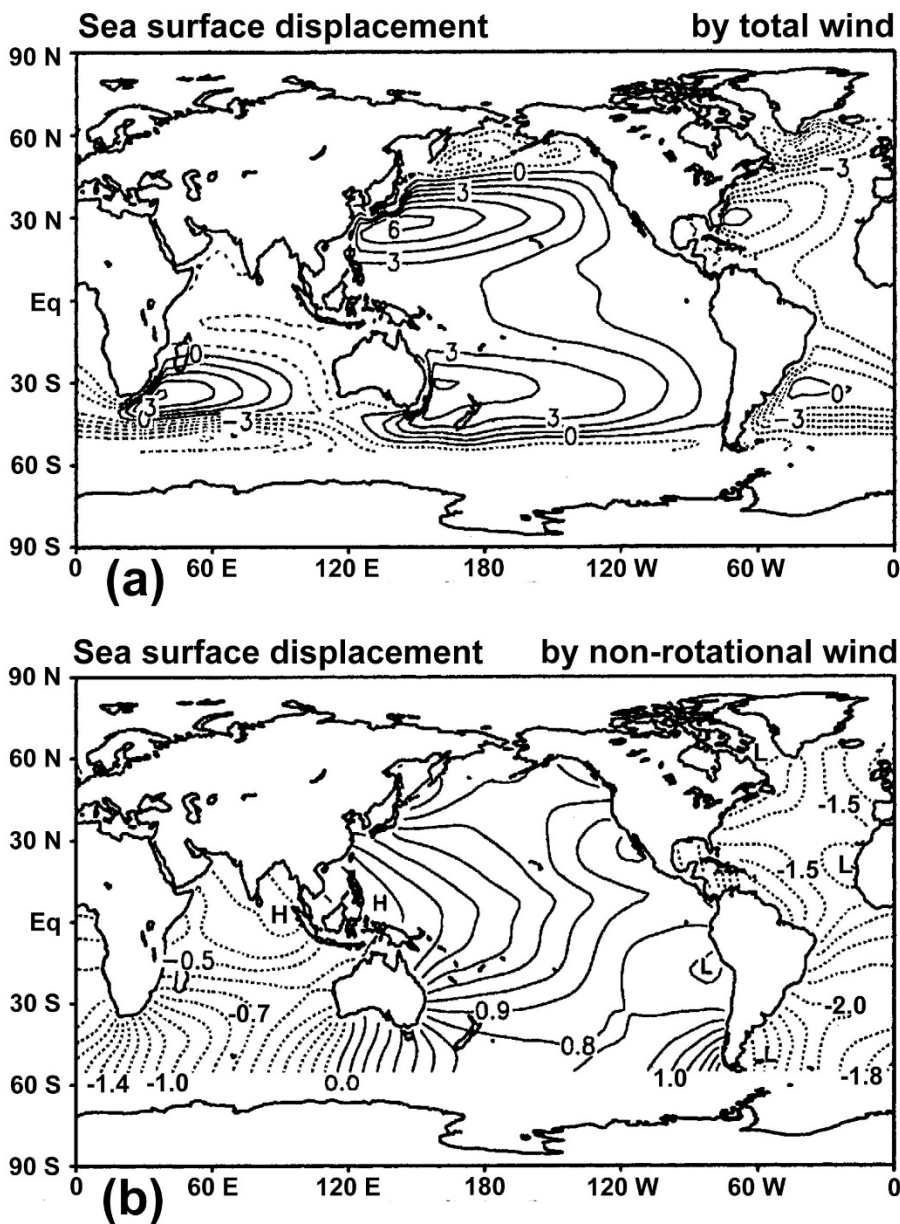 Sea surface displacement by total wind
90 N
60 N
30 N
Eq
30 S
60 S
90 S
0 -3
3
6
3
0
0
3
0 -3
3
3
0
0
-3
0 60 E 120 E 180 120 W 60 W 0
(a)
Sea surface displacement by non-rotational wind
90 N
60 N
30 N
Eq
30 S
60 S
90 S
L
-1.5
L
-1.5
H H
-0.5
L
-0.7 0.9 -2,0
0.8
L
-1.4 -1.0 0.0 1.0 -1.8
0 60 E 120 E 180 120 W 60 W 0
(b)